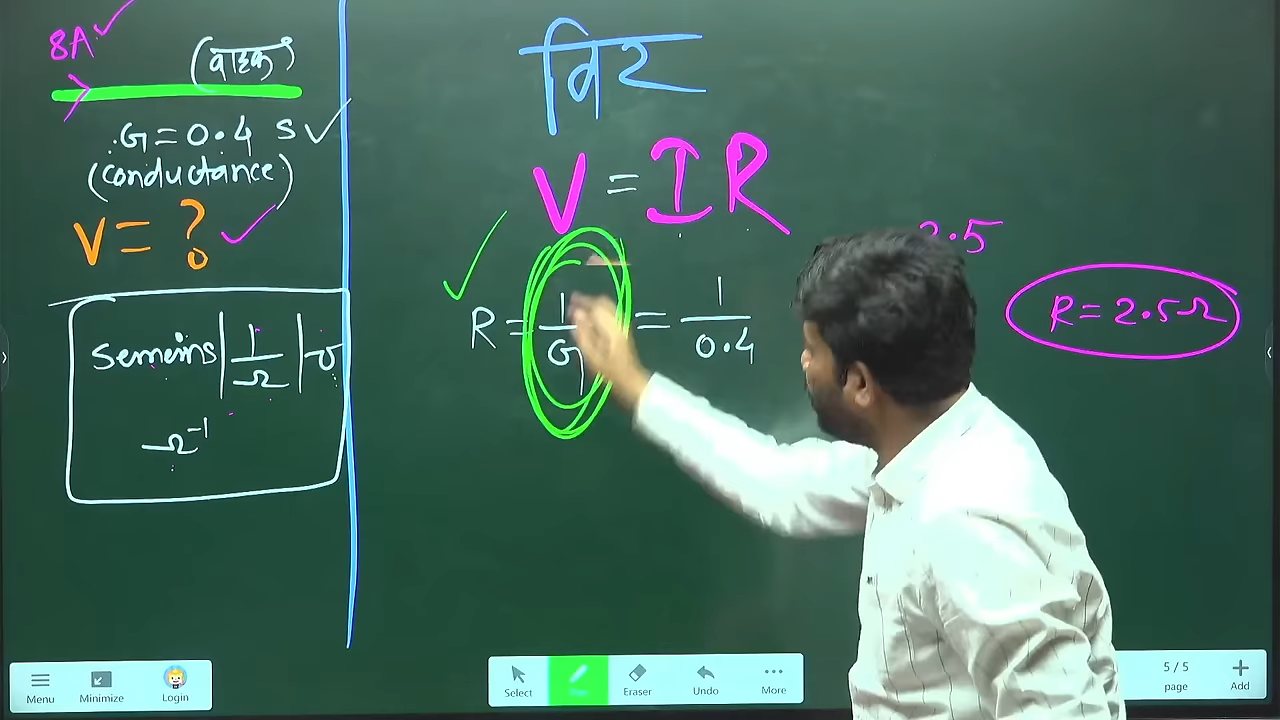 8A
(वाहक)
G = 0.4 S
(conductance)
V = ?
semeins | 1/Ω | ℧
Ω⁻¹
विर
V = I R
R = 1/G = 1/0.4
2.5
R = 2.5Ω
Menu
Minimize
Login
Select
Eraser
Undo
More
5/5
page
Add